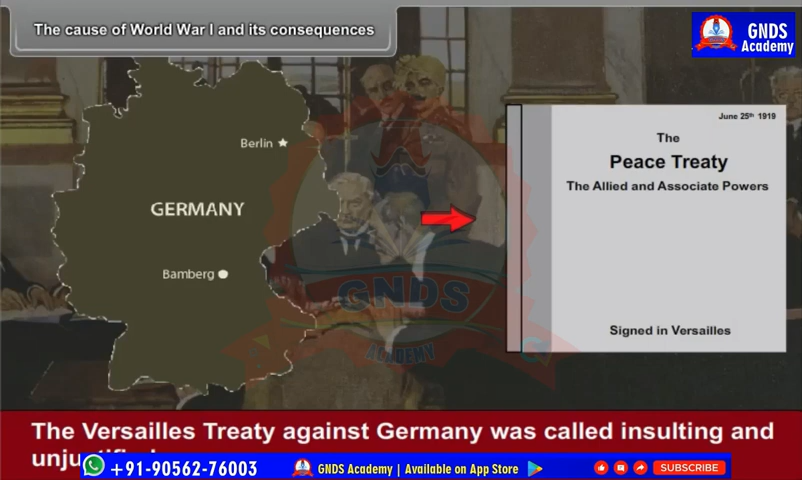 The cause of World War I and its consequences
GNDS
Academy
June 25th 1919
The
Peace Treaty
The Allied and Associate Powers
Berlin
GERMANY
Bamberg
GNDS
ACADEMY
Signed in Versailles
The Versailles Treaty against Germany was called insulting and
+91-90562-76003
GNDS Academy | Available on App Store
SUBSCRIBE